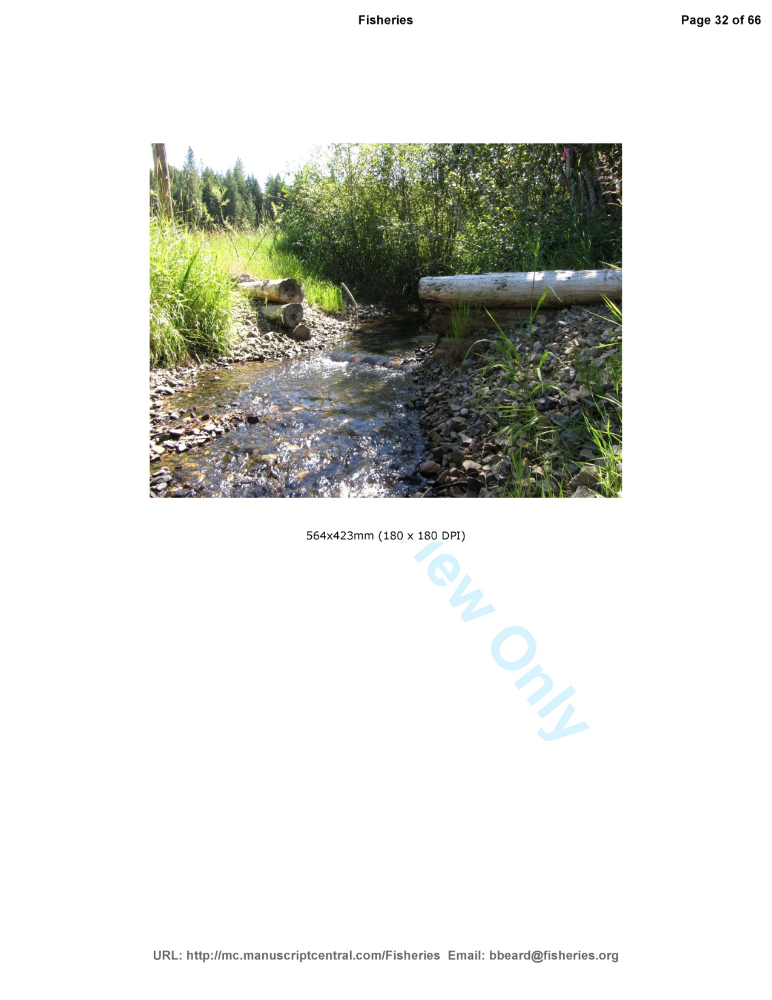 Fisheries
Page 32 of 66
564x423mm (180 x 180 DPI)
Only
URL: http://mc.manuscriptcentral.com/Fisheries Email: bbeard@fisheries.org